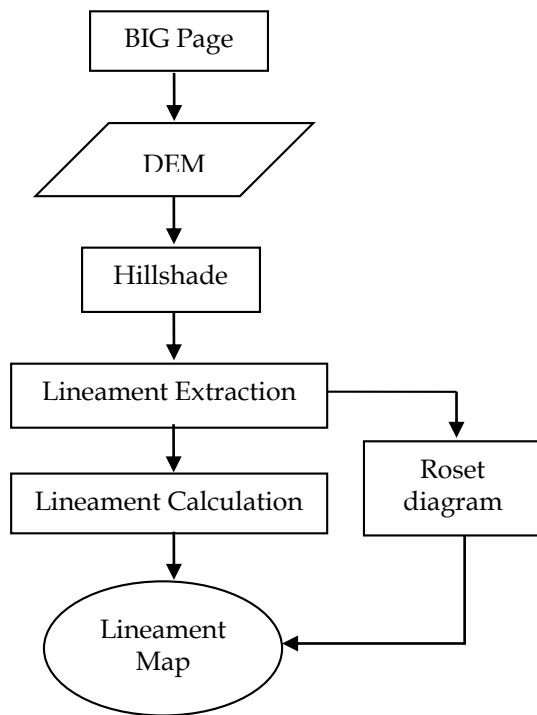 BIG Page
DEM
Hillshade
Lineament Extraction
Lineament Calculation
Roset
diagram
Lineament
Map